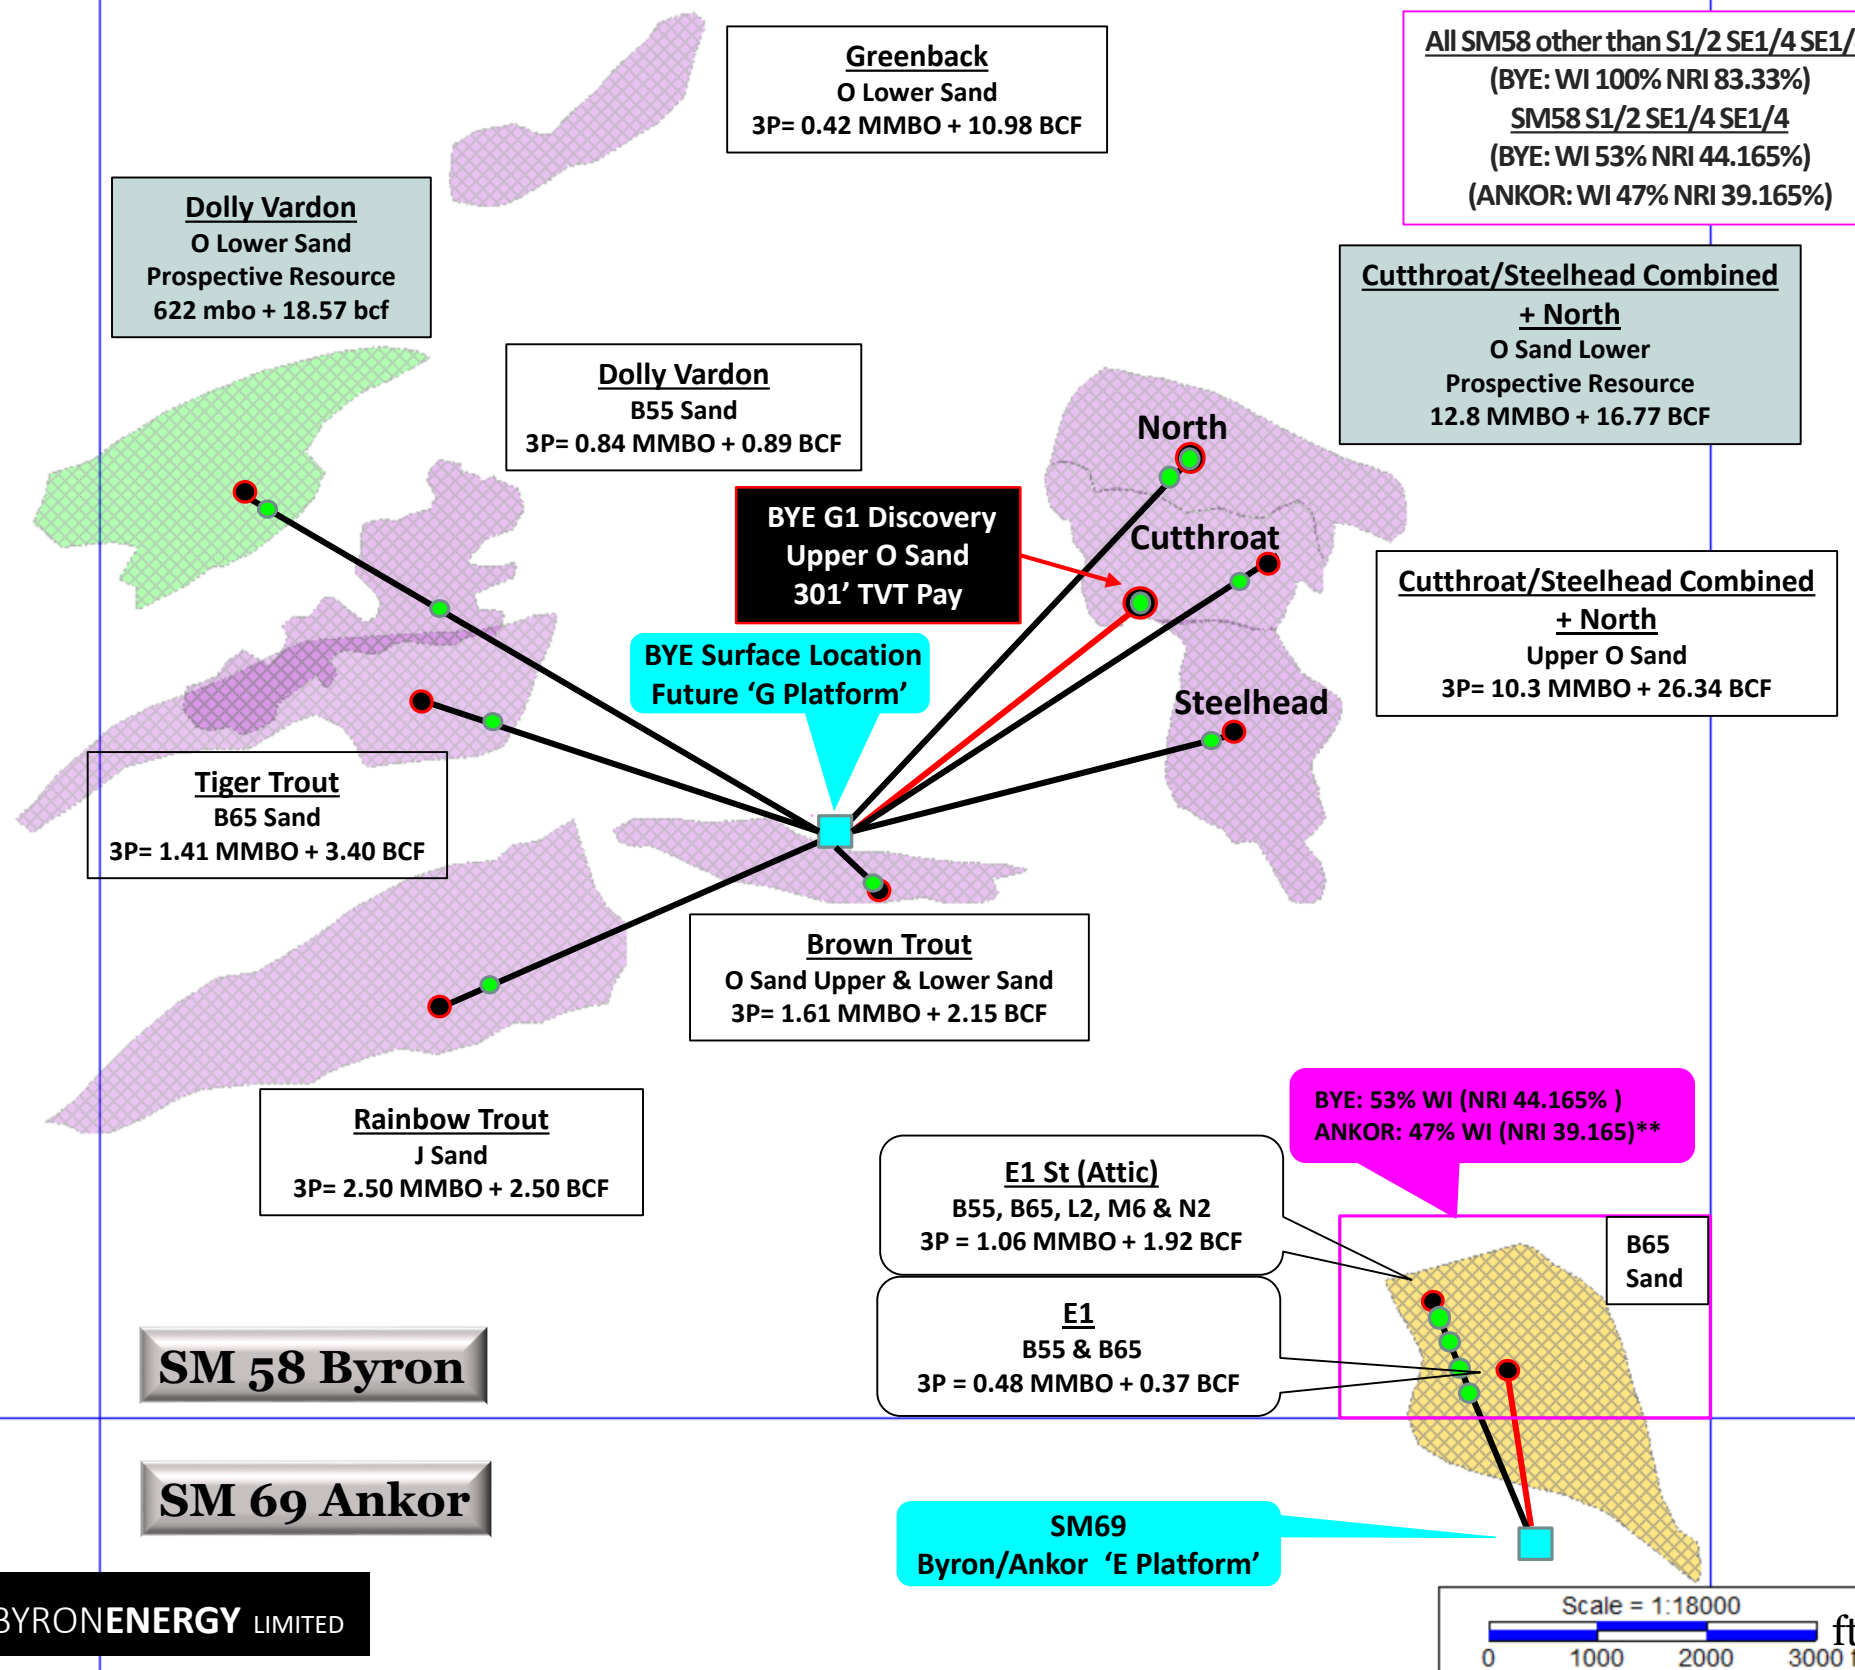 Greenback
O Lower Sand
3P= 0.42 MMBO + 10.98 BCF
All SM58 other than S1/2 SE1/4 SE1/
(BYE: WI 100% NRI 83.33%)
SM58 S1/2 SE1/4 SE1/4
(BYE: WI 53% NRI 44.165%)
(ANKOR: WI 47% NRI 39.165%)
Dolly Vardon
O Lower Sand
Prospective Resource
622 mbo + 18.57 bcf
Cutthroat/Steelhead Combined
+ North
O Sand Lower
Prospective Resource
12.8 MMBO + 16.77 BCF
Dolly Vardon
B55 Sand
3P= 0.84 MMBO + 0.89 BCF
North
BYE G1 Discovery
Upper O Sand
301’ TVT Pay
Cutthroat
Cutthroat/Steelhead Combined
+ North
Upper O Sand
3P= 10.3 MMBO + 26.34 BCF
BYE Surface Location
Future ‘G Platform’
Steelhead
Tiger Trout
B65 Sand
3P= 1.41 MMBO + 3.40 BCF
Brown Trout
O Sand Upper & Lower Sand
3P= 1.61 MMBO + 2.15 BCF
Rainbow Trout
J Sand
3P= 2.50 MMBO + 2.50 BCF
BYE: 53% WI (NRI 44.165% )
ANKOR: 47% WI (NRI 39.165)**
E1 St (Attic)
B55, B65, L2, M6 & N2
3P = 1.06 MMBO + 1.92 BCF
B65
Sand
E1
B55 & B65
3P = 0.48 MMBO + 0.37 BCF
SM 58 Byron
SM 69 Ankor
SM69
Byron/Ankor ‘E Platform’
BYRONENERGY LIMITED
Scale = 1:18000
ft
0 1000 2000 3000 f